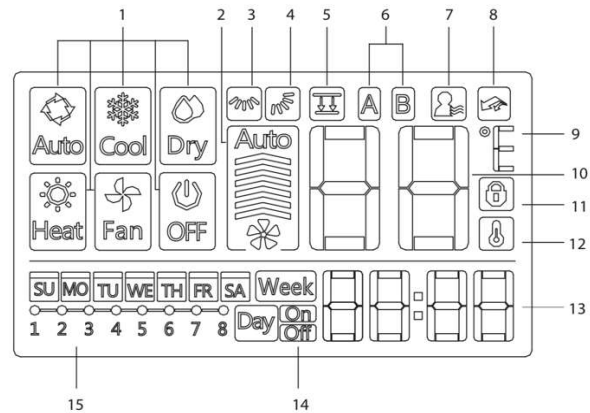 1 2 3 4 5 6 7 8
A B
Auto Cool Dry Auto
9
10
Heat Fan OFF
11
12
SU MO TU WE TH FR SA Week
88:88
13
1 2 3 4 5 6 7 8 Day On
Off
15 14